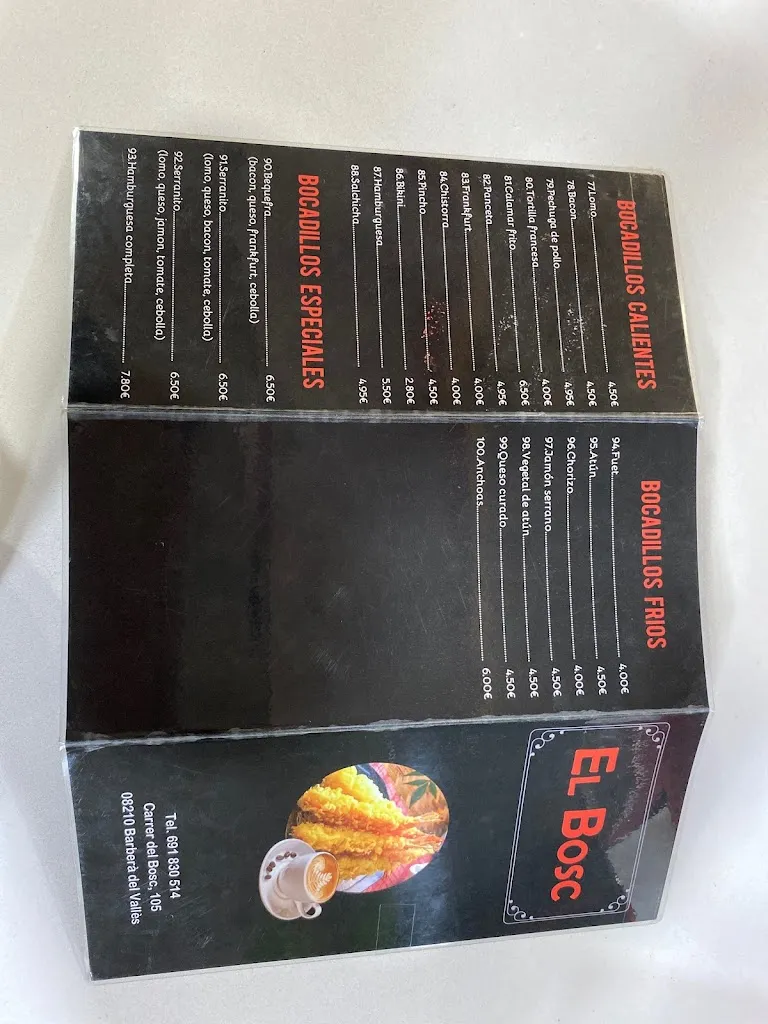 BOCADILLOS CALIENTES
77.Lomo 4,50€
78.Bacon 4,50€
79.Pechuga de pollo 4,95€
80.Tortilla francesa 4,00€
81.Calamar frito 6,50€
82.Panceta 4,95€
83.Frankfurt 4,00€
84.Chistorra 4,00€
85.Pincho 4,50€
86.Bikini 2,80€
87.Hamburguesa 5,50€
88.Salchicha 4,95€
BOCADILLOS ESPECIALES
90.Bequefra 6,50€
(bacon, queso, frankfurt, cebolla)
91.Serranito 6,50€
(lomo, queso, bacon, tomate, cebolla)
92.Serranito 6,50€
(lomo, queso, jamon, tomate, cebolla)
93.Hamburguesa completa 7,80€
BOCADILLOS FRIOS
94.Fuet 4,00€
95.Atún 4,50€
96.Chorizo 4,00€
97.Jamón serrano 4,50€
98.Vegetal de atún 4,50€
99.Queso curado 4,50€
100.Anchoas 6,00€
EL BOSC
Tel. 691 830 514
Carrer del Bosc, 105
08210 Barberà del Vallès